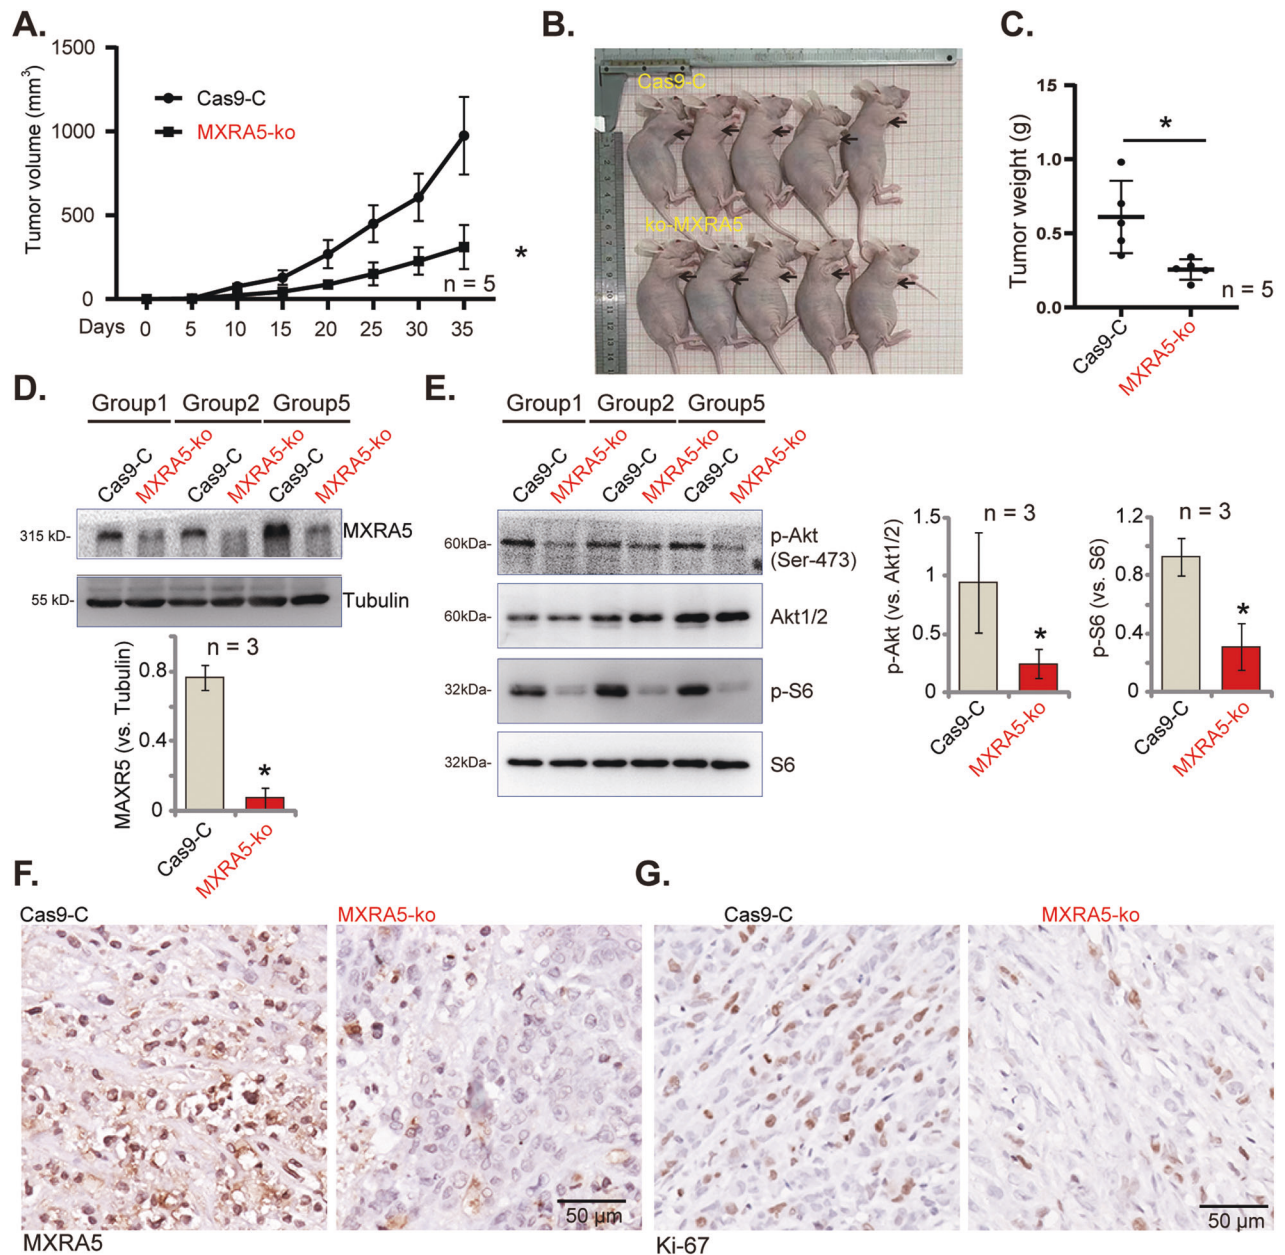 A.
Tumor volume (mm³)
1500
1000
500
0
Cas9-C
MXRA5-ko
*
n = 5
Days 0 5 10 15 20 25 30 35
B.
Cas9-C
ko-MXRA5
C.
Tumor weight (g)
15
1.0
0.5
0.0
*
n = 5
Cas9-C
MXRA5-ko
D.
Group1 Group2 Group5
Cas9-C MXRA5-ko Cas9-C MXRA5-ko Cas9-C MXRA5-ko
315 kD- MXRA5
55 kD- Tubulin
MAXR5 (vs. Tubulin)
n = 3
0.8
0.4
0
*
Cas9-C
MXRA5-ko
E.
Group1 Group2 Group5
Cas9-C MXRA5-ko Cas9-C MXRA5-ko Cas9-C MXRA5-ko
60kDa- p-Akt
(Ser-473)
60kDa- Akt1/2
32kDa- p-S6
32kDa- S6
p-Akt (vs. Akt1/2)
n = 3
1.5
1
0.5
0
*
Cas9-C
MXRA5-ko
p-S6 (vs. S6)
n = 3
1.2
0.8
0.4
0
*
Cas9-C
MXRA5-ko
F.
Cas9-C MXRA5-ko
50 µm
MXRA5
G.
Cas9-C MXRA5-ko
50 µm
Ki-67